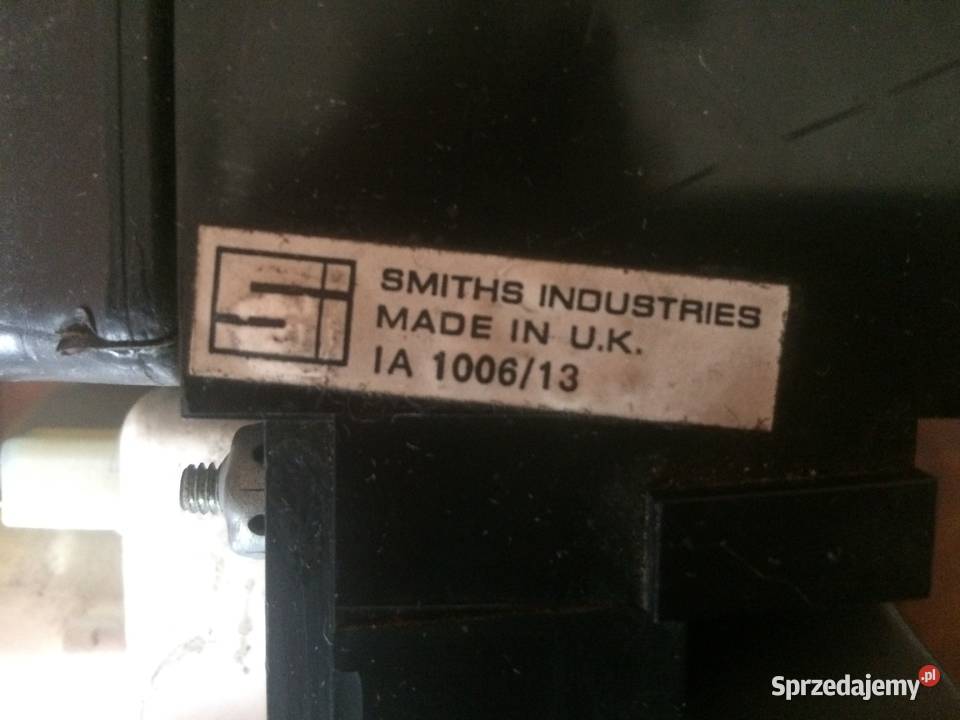 SMITHS INDUSTRIES
MADE IN U.K.
IA 1006/13
Sprzedajemy.pl